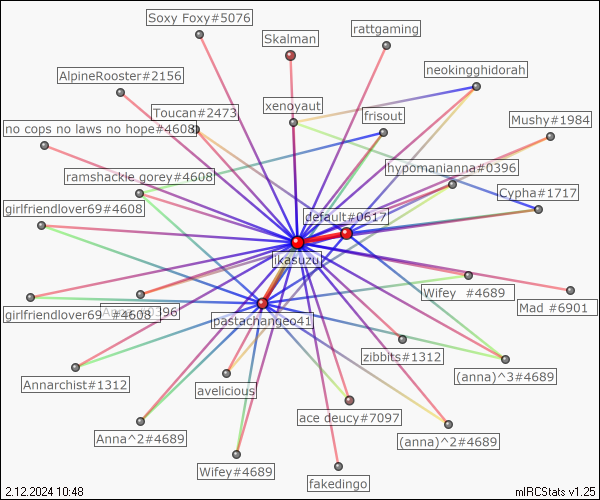 Soxy Foxy#5076
Skalman
rattgaming
AlpineRooster#2156
neokingghidorah
xenoyaut
Toucan#2473
frisout
Mushy#1984
no cops no laws no hope#4608
hypomanianna#0396
ramshackle gorey#4608
Cypha#1717
girlfriendlover69#4608
default#0617
ikasuzu
Wifey #4689
Mad #6901
girlfriendlover69 #4608
pastachangeo41
zibbits#1312
Annarchist#1312
avelicious
(anna)^3#4689
ace deucy#7097
Anna^2#4689
(anna)^2#4689
Wifey#4689
fakedingo
2.12.2024 10:48
mIRCStats v1.25